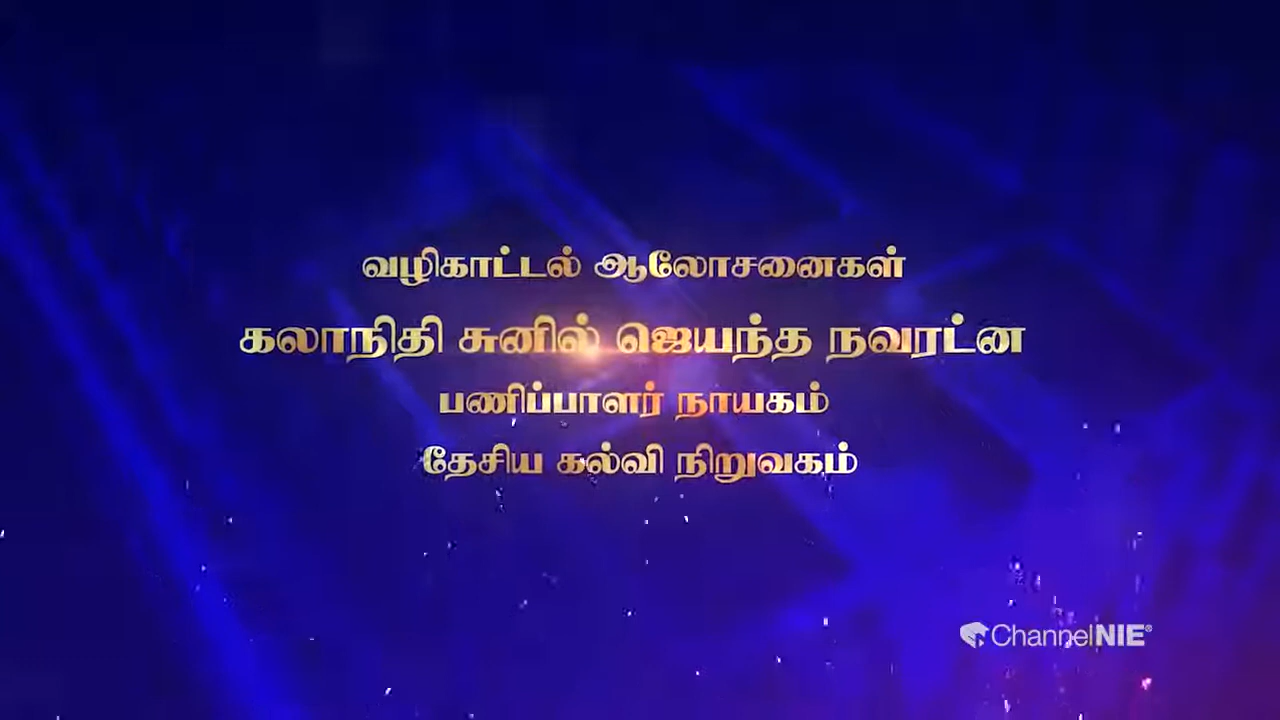 வழிகாட்டல் ஆலோசனைகள்
கலாநிதி சுனில் ஜெயந்த நவரட்ன
பணிப்பாளர் நாயகம்
தேசிய கல்வி நிறுவகம்
ChannelNIE®